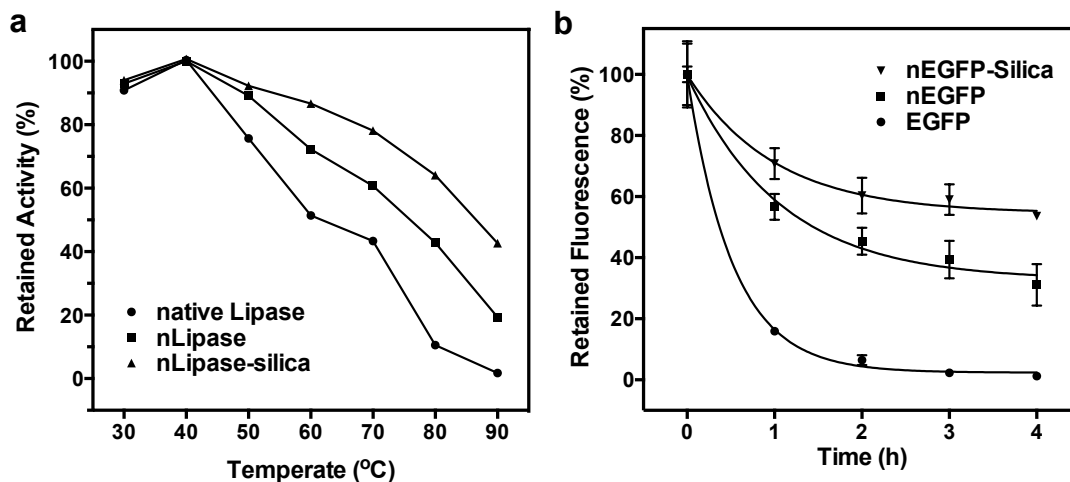 a
Retained Activity (%)
100
80
60
40
20
0
native Lipase
nLipase
nLipase-silica
30 40 50 60 70 80 90
Temperate (°C)
b
Retained Fluorescence (%)
100
80
60
40
20
0
nEGFP-Silica
nEGFP
EGFP
0 1 2 3 4
Time (h)